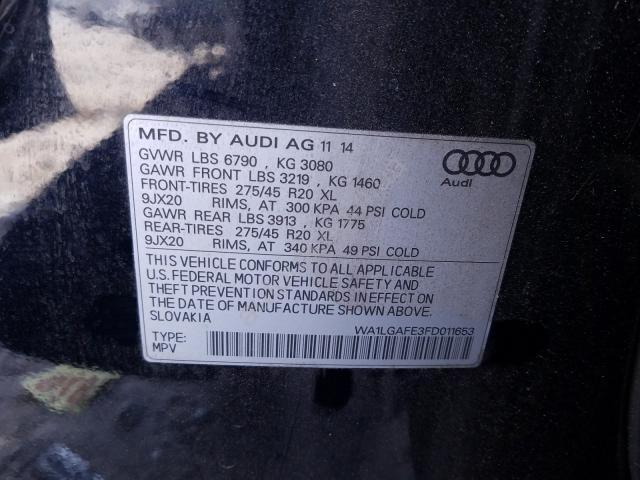 MFD. BY AUDI AG 11 14
GVWR LBS 6790 , KG 3080
GAWR FRONT LBS 3219 , KG 1460
FRONT-TIRES 275/45 R20 XL
9JX20 RIMS, AT 300 KPA 44 PSI COLD
GAWR REAR LBS 3913 , KG 1775
REAR-TIRES 275/45 R20 XL
9JX20 RIMS, AT 340 KPA 49 PSI COLD
Audi
THIS VEHICLE CONFORMS TO ALL APPLICABLE
U.S. FEDERAL MOTOR VEHICLE SAFETY AND
THEFT PREVENTION STANDARDS IN EFFECT ON
THE DATE OF MANUFACTURE SHOWN ABOVE.
SLOVAKIA
WA1LGAFE3FD011653
TYPE:
MPV